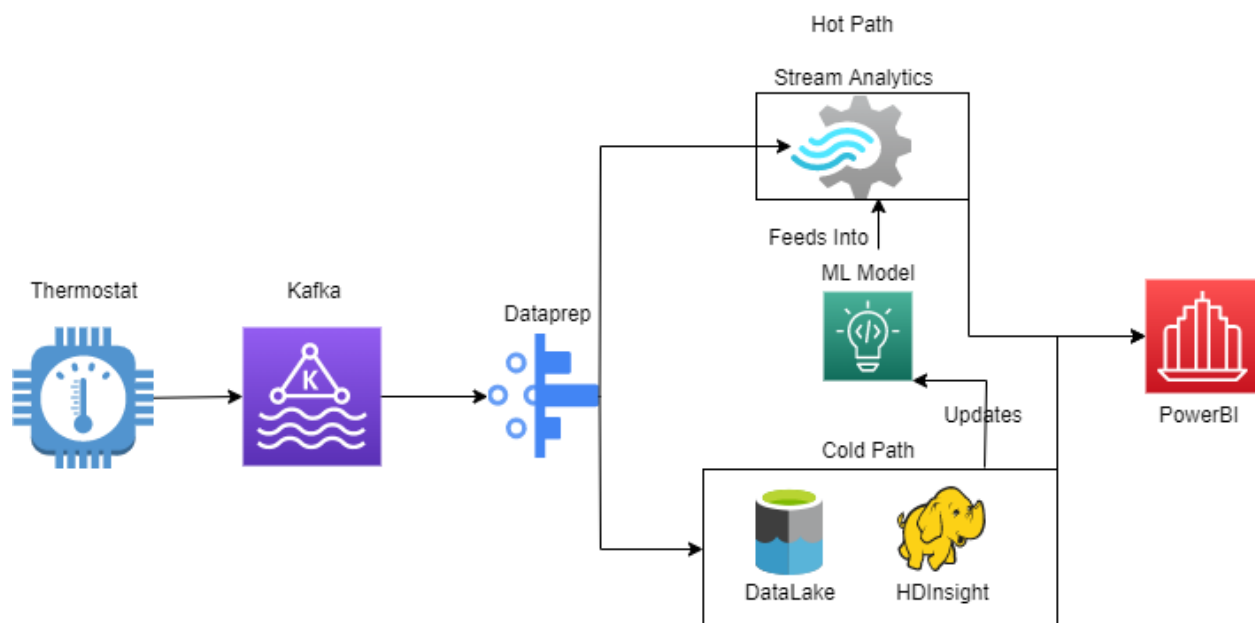 Hot Path
Stream Analytics
Feeds Into
ML Model
Thermostat
Kafka
K
Dataprep
Updates
PowerBI
Cold Path
DataLake
HDInsight